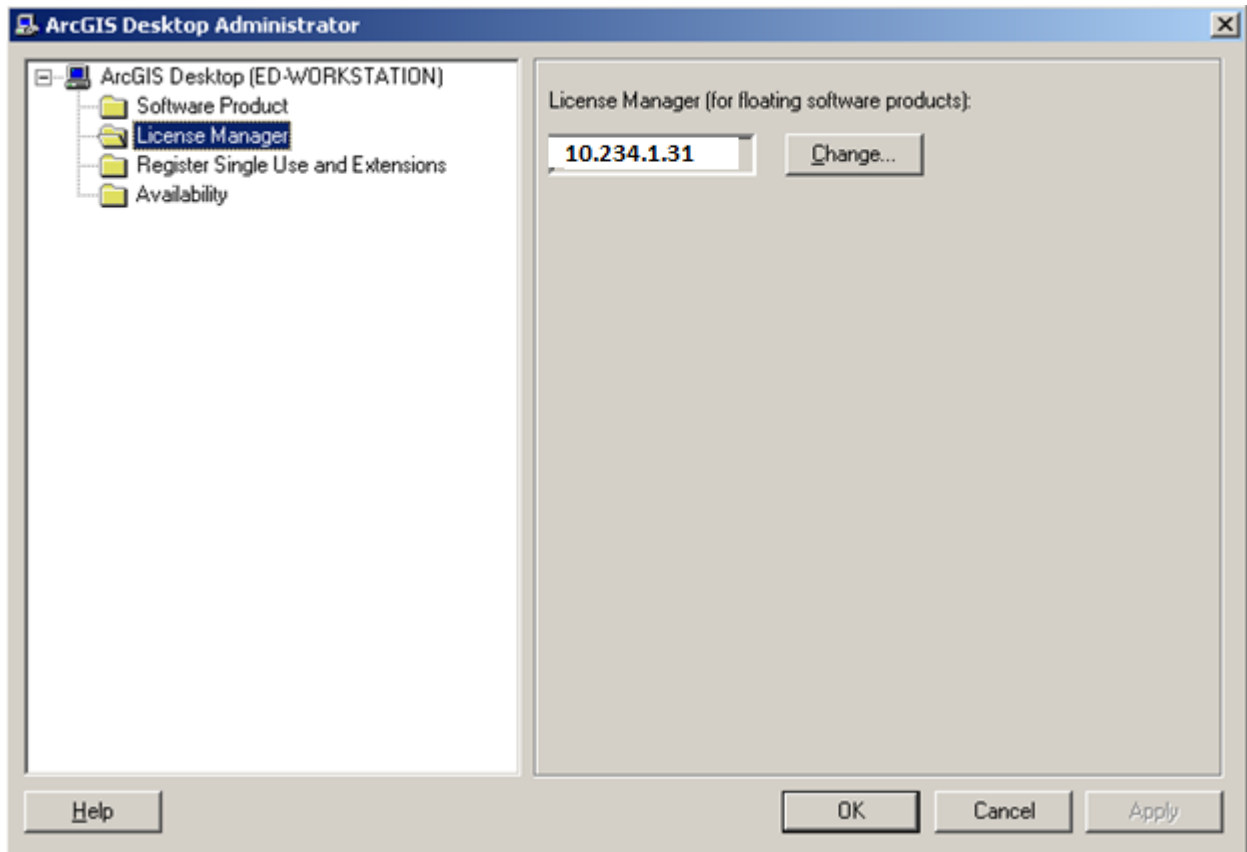 ArcGIS Desktop Administrator
ArcGIS Desktop (ED-WORKSTATION)
Software Product
License Manager
Register Single Use and Extensions
Availability
License Manager (for floating software products):
10.234.1.31
Change...
Help
OK
Cancel
Apply